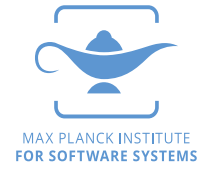 MAX PLANCK INSTITUTE
FOR SOFTWARE SYSTEMS